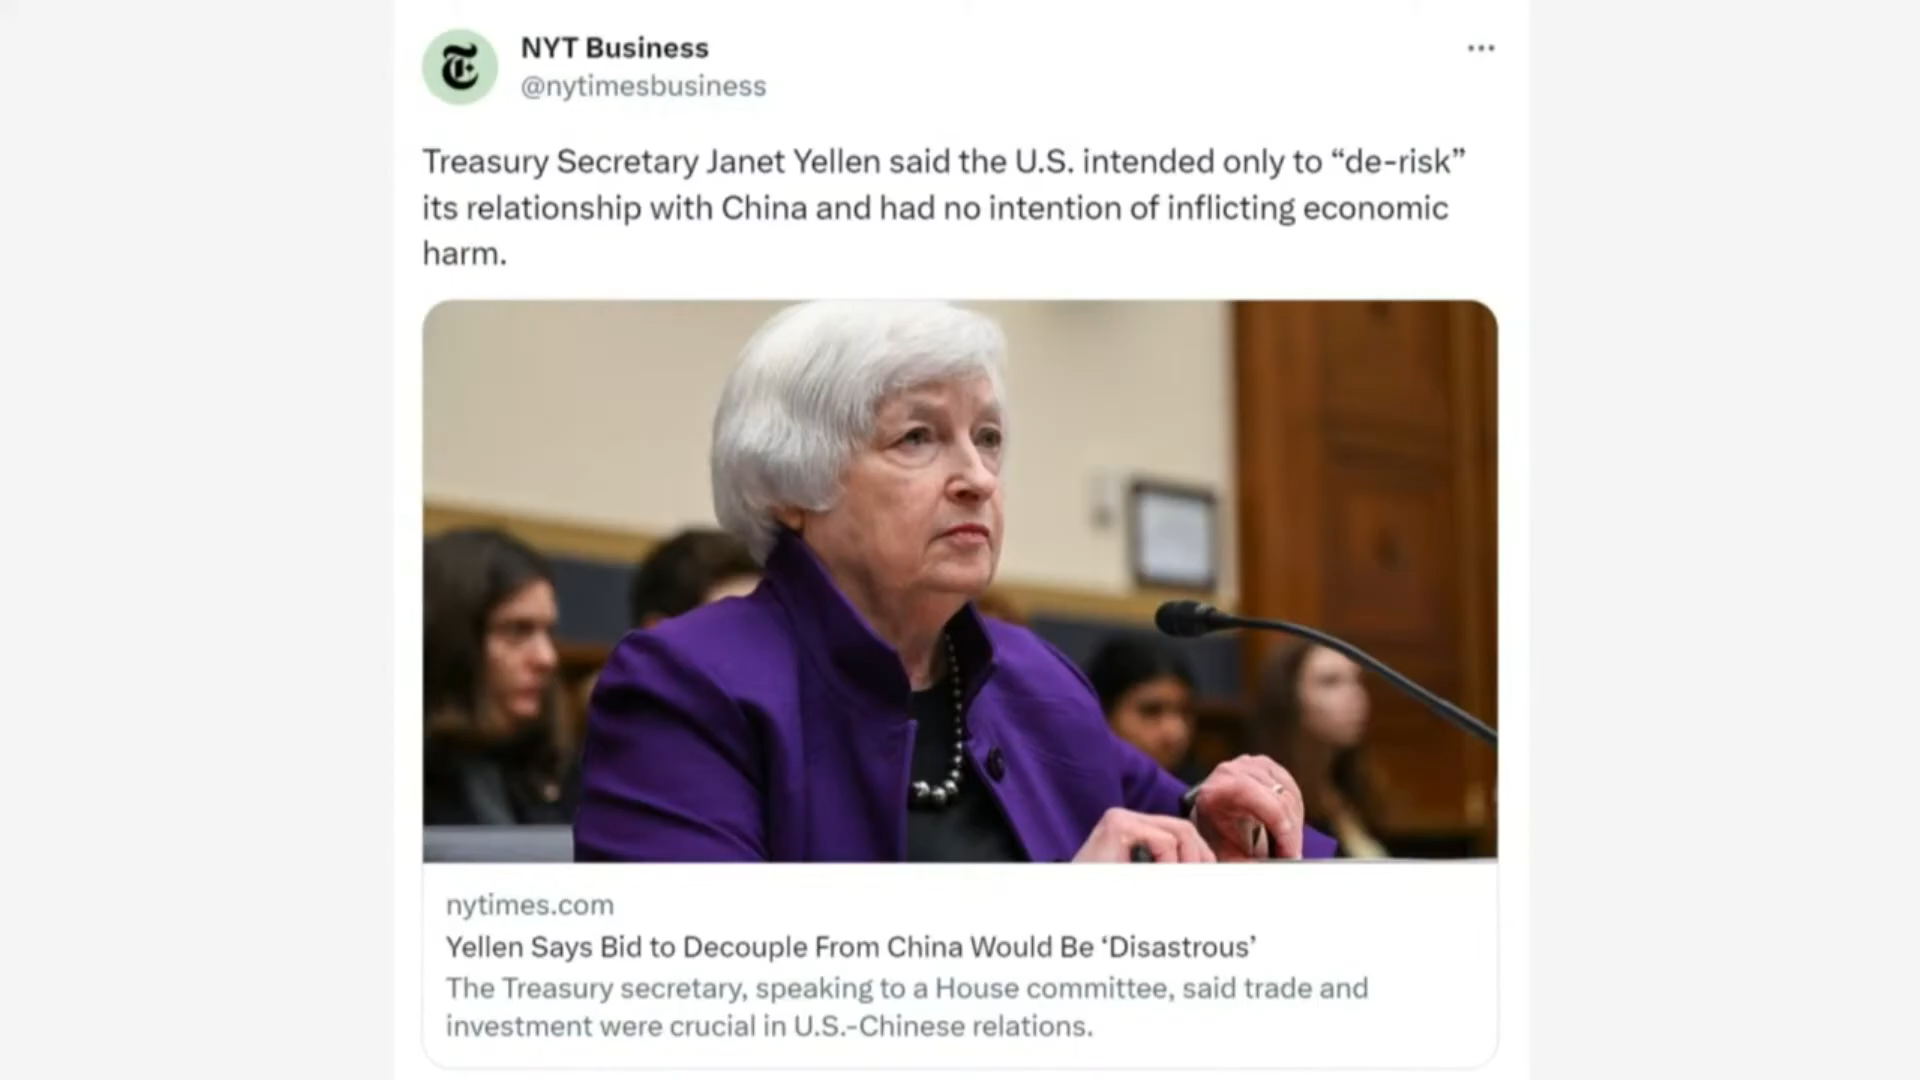 NYT Business
@nytimesbusiness
Treasury Secretary Janet Yellen said the U.S. intended only to “de-risk”
its relationship with China and had no intention of inflicting economic
harm.
nytimes.com
Yellen Says Bid to Decouple From China Would Be ‘Disastrous’
The Treasury secretary, speaking to a House committee, said trade and
investment were crucial in U.S.-Chinese relations.